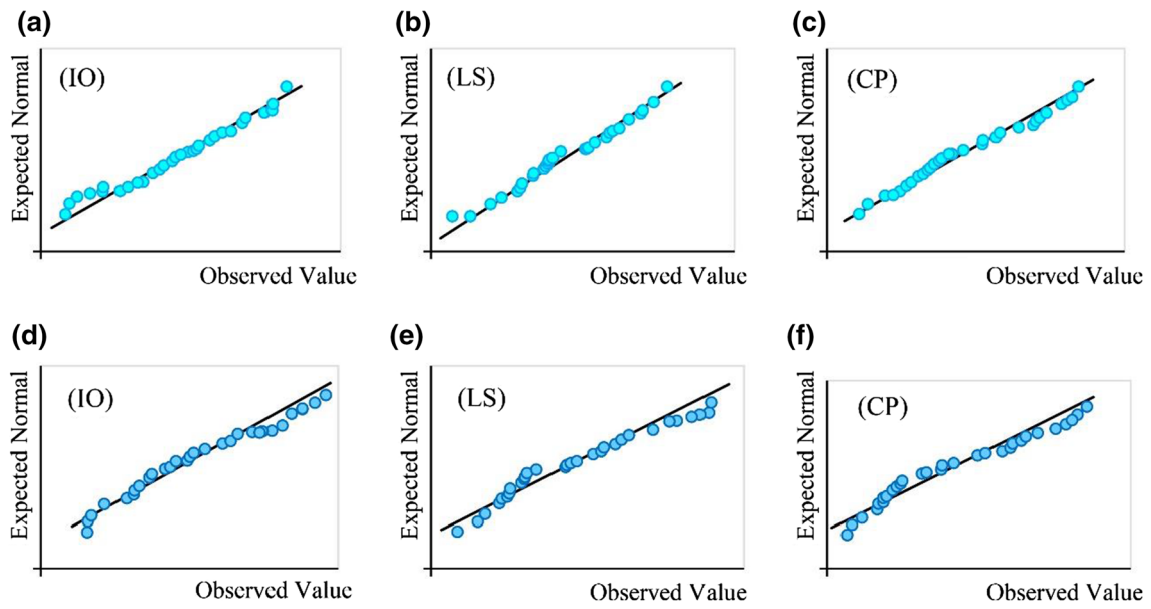 (a)
(b)
(c)
(IO)
(LS)
(CP)
Expected Normal
Expected Normal
Expected Normal
Observed Value
Observed Value
Observed Value
(d)
(e)
(f)
(IO)
(LS)
(CP)
Expected Normal
Expected Normal
Expected Normal
Observed Value
Observed Value
Observed Value